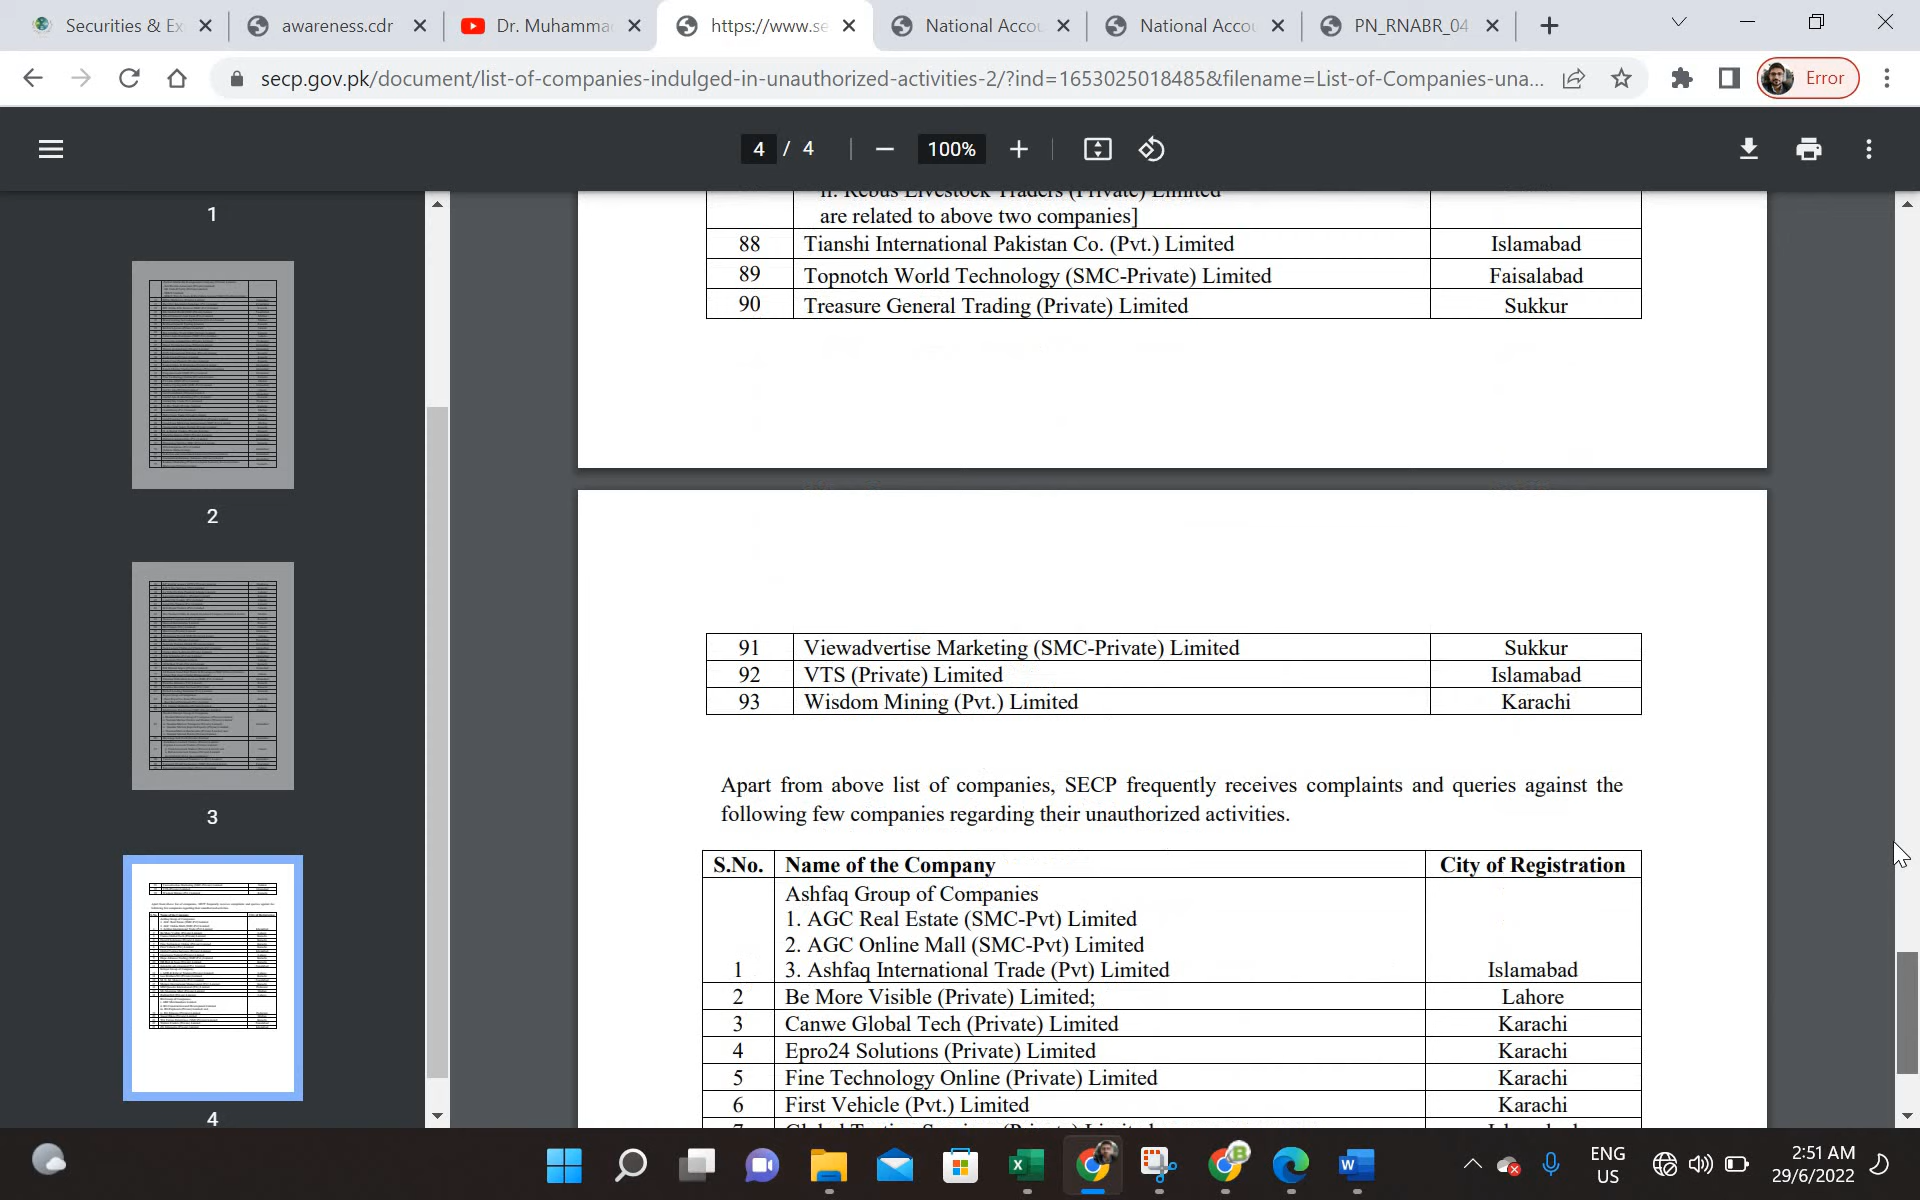 Securities & Ex
awareness.cdr
Dr. Muhamma
https://www.se
National Accou
National Accou
PN_RNABR_04
secp.gov.pk/document/list-of-companies-indulged-in-unauthorized-activities-2/?ind=1653025018485&filename=List-of-Companies-una...
Error
4 / 4
100%
1
2
3
4
ii. Rebus Livestock Traders (Private) Limited
are related to above two companies]
88 Tianshi International Pakistan Co. (Pvt.) Limited Islamabad
89 Topnotch World Technology (SMC-Private) Limited Faisalabad
90 Treasure General Trading (Private) Limited Sukkur
91 Viewadvertise Marketing (SMC-Private) Limited Sukkur
92 VTS (Private) Limited Islamabad
93 Wisdom Mining (Pvt.) Limited Karachi
Apart from above list of companies, SECP frequently receives complaints and queries against the
following few companies regarding their unauthorized activities.
S.No. Name of the Company City of Registration
Ashfaq Group of Companies
1. AGC Real Estate (SMC-Pvt) Limited
2. AGC Online Mall (SMC-Pvt) Limited
1 3. Ashfaq International Trade (Pvt) Limited Islamabad
2 Be More Visible (Private) Limited; Lahore
3 Canwe Global Tech (Private) Limited Karachi
4 Epro24 Solutions (Private) Limited Karachi
5 Fine Technology Online (Private) Limited Karachi
6 First Vehicle (Pvt.) Limited Karachi
ENG
US
2:51 AM
29/6/2022